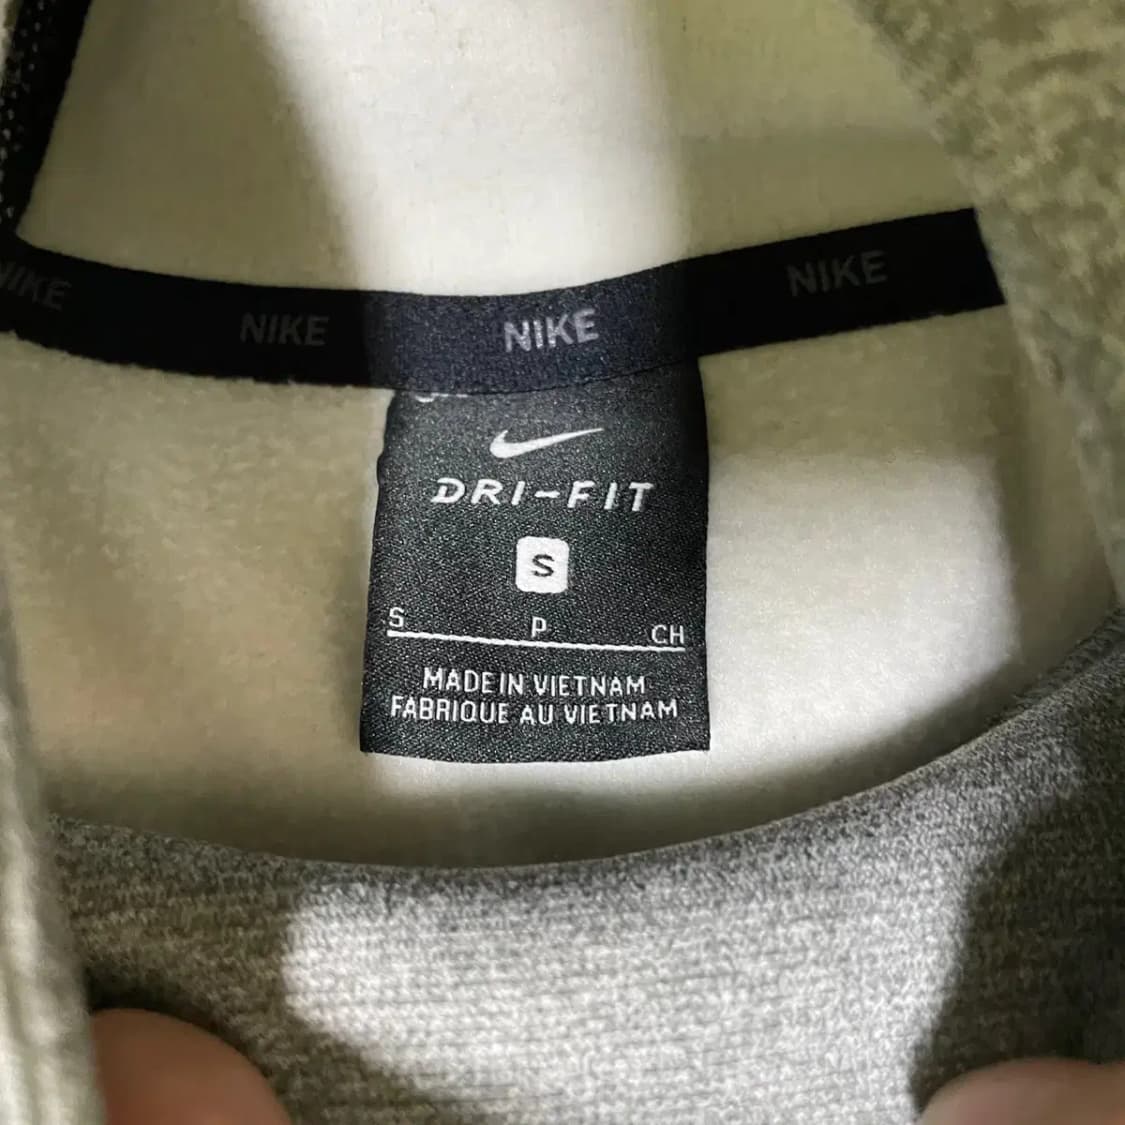 NIKE NIKE NIKE NIKE
DRI-FIT
S
S P CH
MADE IN VIETNAM
FABRIQUE AU VIETNAM